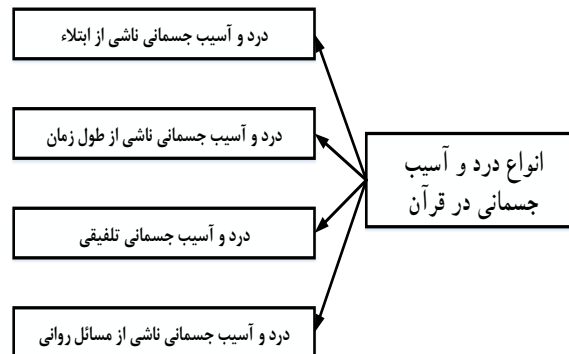 انواع درد و آسیب
جسمانی در قرآن
درد و آسیب جسمانی ناشی از ابتلاء
درد و آسیب جسمانی ناشی از طول زمان
درد و آسیب جسمانی تلفیقی
درد و آسیب جسمانی ناشی از مسائل روانی